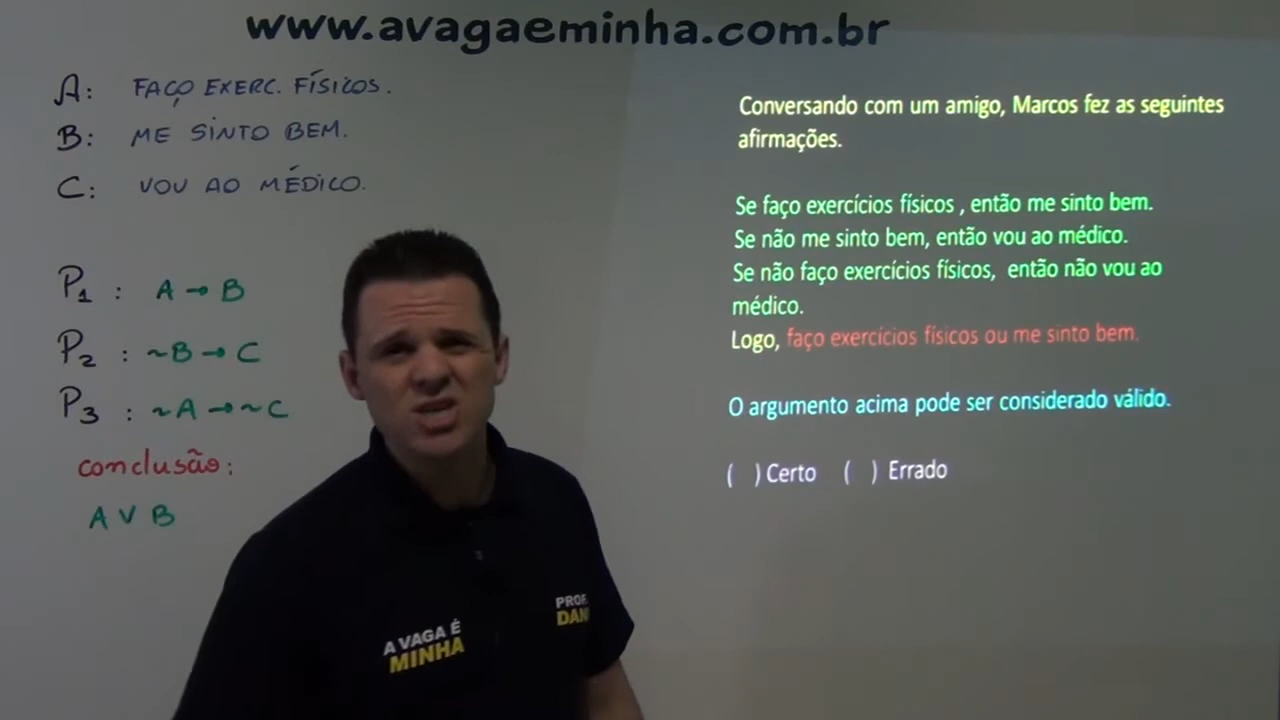 www.avagaeminha.com.br
A: FAÇO EXERC. FÍSICOS.
B: ME SINTO BEM.
C: VOU AO MÉDICO.
P1 : A → B
P2 : ~B → C
P3 : ~A → ~C
conclusão:
A V B
Conversando com um amigo, Marcos fez as seguintes
afirmações.
Se faço exercícios físicos , então me sinto bem.
Se não me sinto bem, então vou ao médico.
Se não faço exercícios físicos, então não vou ao
médico.
Logo, faço exercícios físicos ou me sinto bem.
O argumento acima pode ser considerado válido.
( ) Certo ( ) Errado
A VAGA É
MINHA
PROF.
DAN